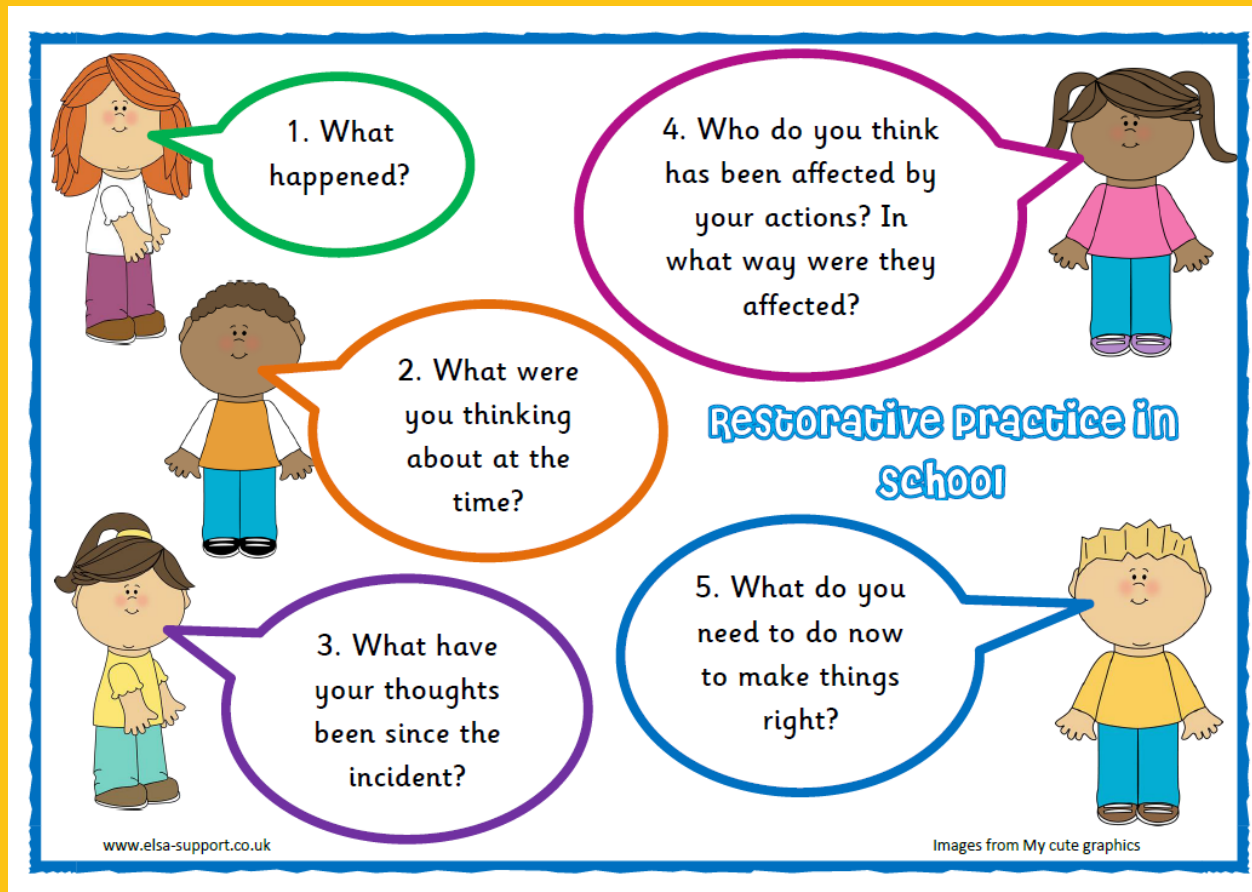 1. What
happened?
2. What were
you thinking
about at the
time?
3. What have
your thoughts
been since the
incident?
4. Who do you think
has been affected by
your actions? In
what way were they
affected?
Restorative practice in
school
5. What do you
need to do now
to make things
right?
www.elsa-support.co.uk
Images from My cute graphics